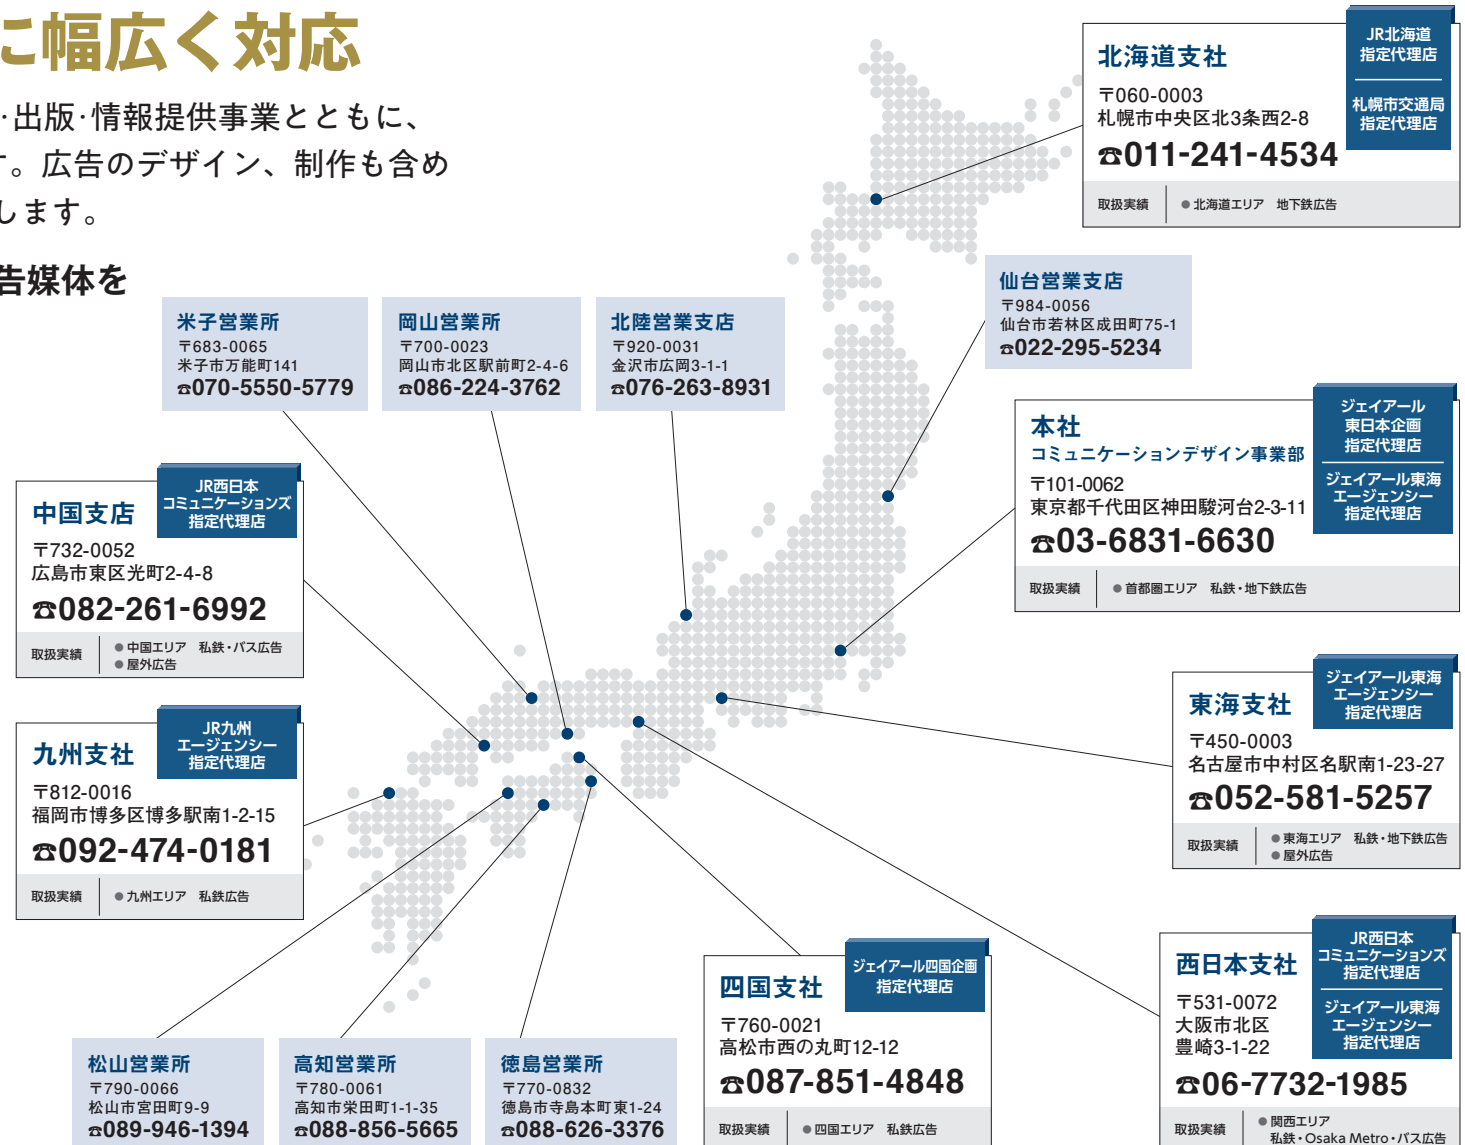 に幅広く対応
･出版･情報提供事業とともに、
す。広告のデザイン、制作も含め
します。
告媒体を
北海道支社
〒060-0003
札幌市中央区北3条西2-8
☎011-241-4534
JR北海道
指定代理店
札幌市交通局
指定代理店
取扱実績
●北海道エリア　地下鉄広告
米子営業所
〒683-0065
米子市万能町141
☎070-5550-5779
岡山営業所
〒700-0023
岡山市北区駅前町2-4-6
☎086-224-3762
北陸営業支店
〒920-0031
金沢市広岡3-1-1
☎076-263-8931
仙台営業支店
〒984-0056
仙台市若林区成田町75-1
☎022-295-5234
本社
コミュニケーションデザイン事業部
〒101-0062
東京都千代田区神田駿河台2-3-11
☎03-6831-6630
ジェイアール
東日本企画
指定代理店
ジェイアール東海
エージェンシー
指定代理店
取扱実績
●首都圏エリア　私鉄・地下鉄広告
中国支店
〒732-0052
広島市東区光町2-4-8
☎082-261-6992
JR西日本
コミュニケーションズ
指定代理店
取扱実績
●中国エリア　私鉄・バス広告
●屋外広告
九州支社
〒812-0016
福岡市博多区博多駅南1-2-15
☎092-474-0181
JR九州
エージェンシー
指定代理店
取扱実績
●九州エリア　私鉄広告
東海支社
〒450-0003
名古屋市中村区名駅南1-23-27
☎052-581-5257
ジェイアール東海
エージェンシー
指定代理店
取扱実績
●東海エリア　私鉄・地下鉄広告
●屋外広告
松山営業所
〒790-0066
松山市宮田町9-9
☎089-946-1394
高知営業所
〒780-0061
高知市栄田町1-1-35
☎088-856-5665
徳島営業所
〒770-0832
徳島市寺島本町東1-24
☎088-626-3376
四国支社
〒760-0021
高松市西の丸町12-12
☎087-851-4848
ジェイアール四国企画
指定代理店
取扱実績
●四国エリア　私鉄広告
西日本支社
〒531-0072
大阪市北区
豊崎3-1-22
☎06-7732-1985
JR西日本
コミュニケーションズ
指定代理店
ジェイアール東海
エージェンシー
指定代理店
取扱実績
●関西エリア
私鉄・Osaka Metro・バス広告